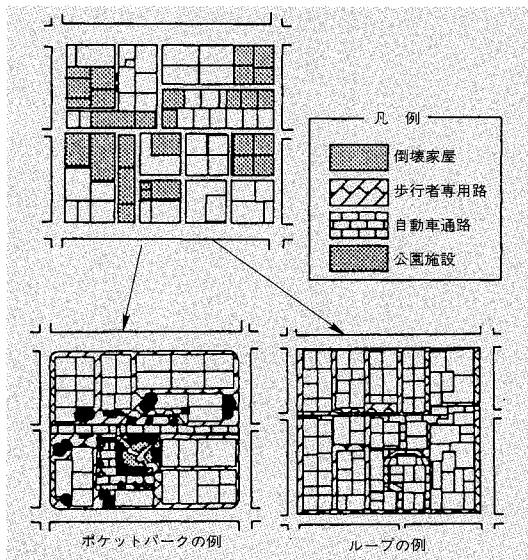 凡例
倒壊家屋
歩行者専用路
自動車通路
公園施設
ポケットパークの例
ループの例